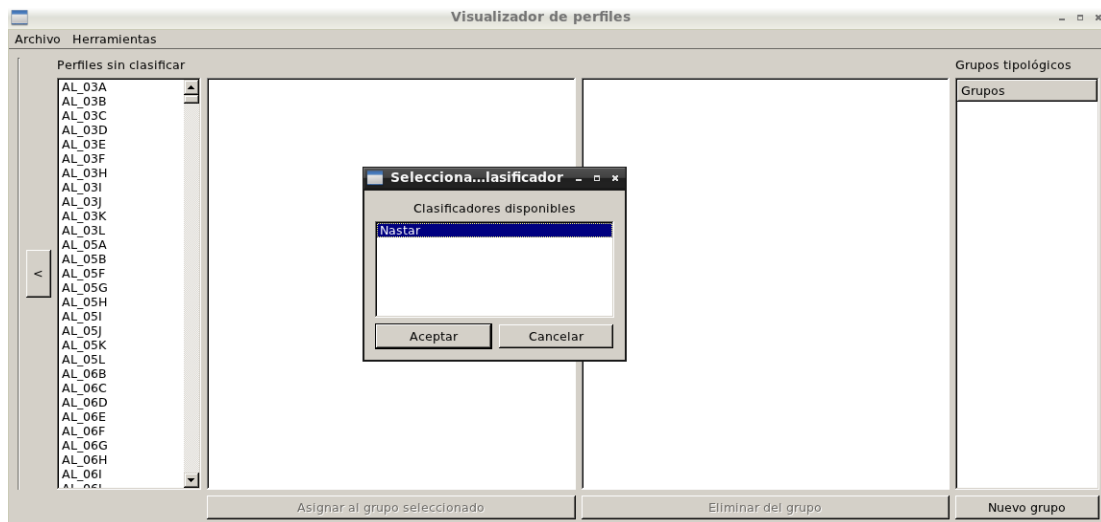 Visualizador de perfiles
Archivo Herramientas
Perfiles sin clasificar
Grupos tipológicos
AL_03A
AL_03B
AL_03C
AL_03D
AL_03E
AL_03F
AL_03H
AL_03I
AL_03J
AL_03K
AL_03L
AL_05A
AL_05B
AL_05F
AL_05G
AL_05H
AL_05I
AL_05J
AL_05K
AL_05L
AL_06B
AL_06C
AL_06D
AL_06E
AL_06F
AL_06G
AL_06H
AL_06I
<
Selecciona...lasificador
Clasificadores disponibles
Nastar
Aceptar Cancelar
Grupos
Asignar al grupo seleccionado
Eliminar del grupo
Nuevo grupo